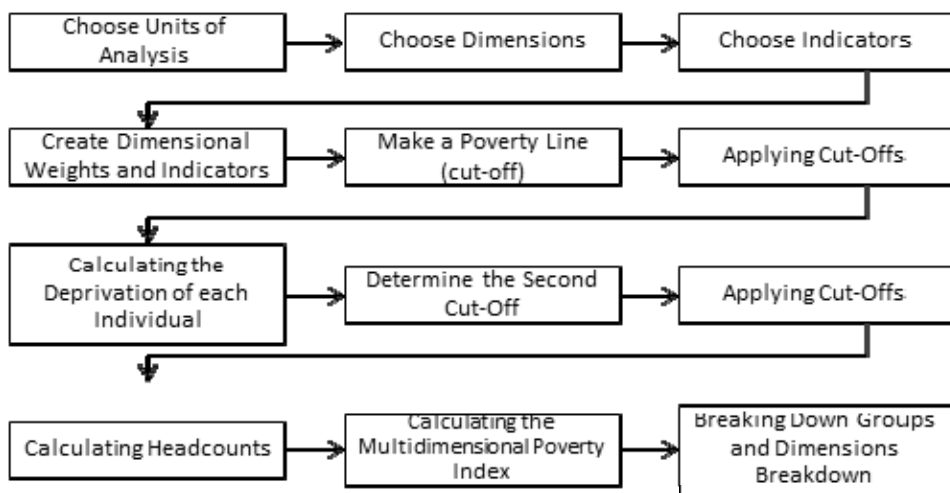 Choose Units of
Analysis
Choose Dimensions
Choose Indicators
Create Dimensional
Weights and Indicators
Make a Poverty Line
(cut-off)
Applying Cut-Offs
Calculating the
Deprivation of each
Individual
Determine the Second
Cut-Off
Applying Cut-Offs
Calculating Headcounts
Calculating the
Multidimensional Poverty
Index
Breaking Down Groups
and Dimensions
Breakdown